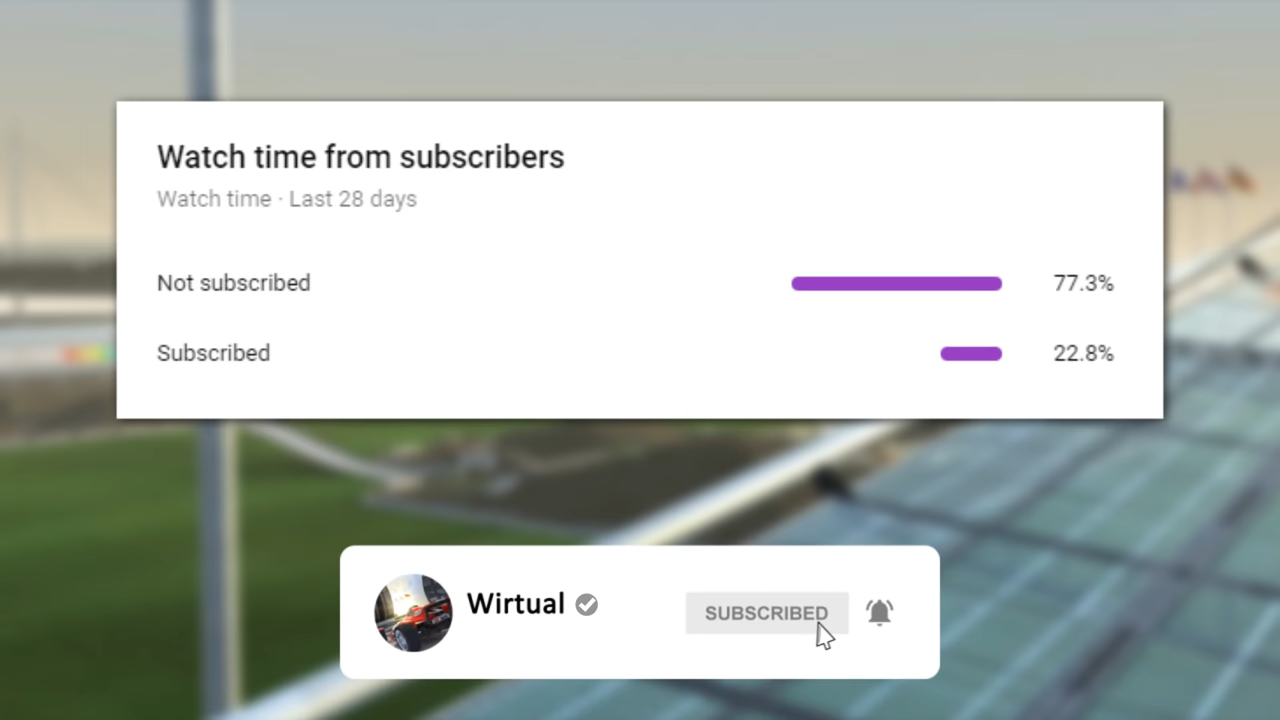 Watch time from subscribers
Watch time · Last 28 days
Not subscribed 77.3%
Subscribed 22.8%
Wirtual
SUBSCRIBED